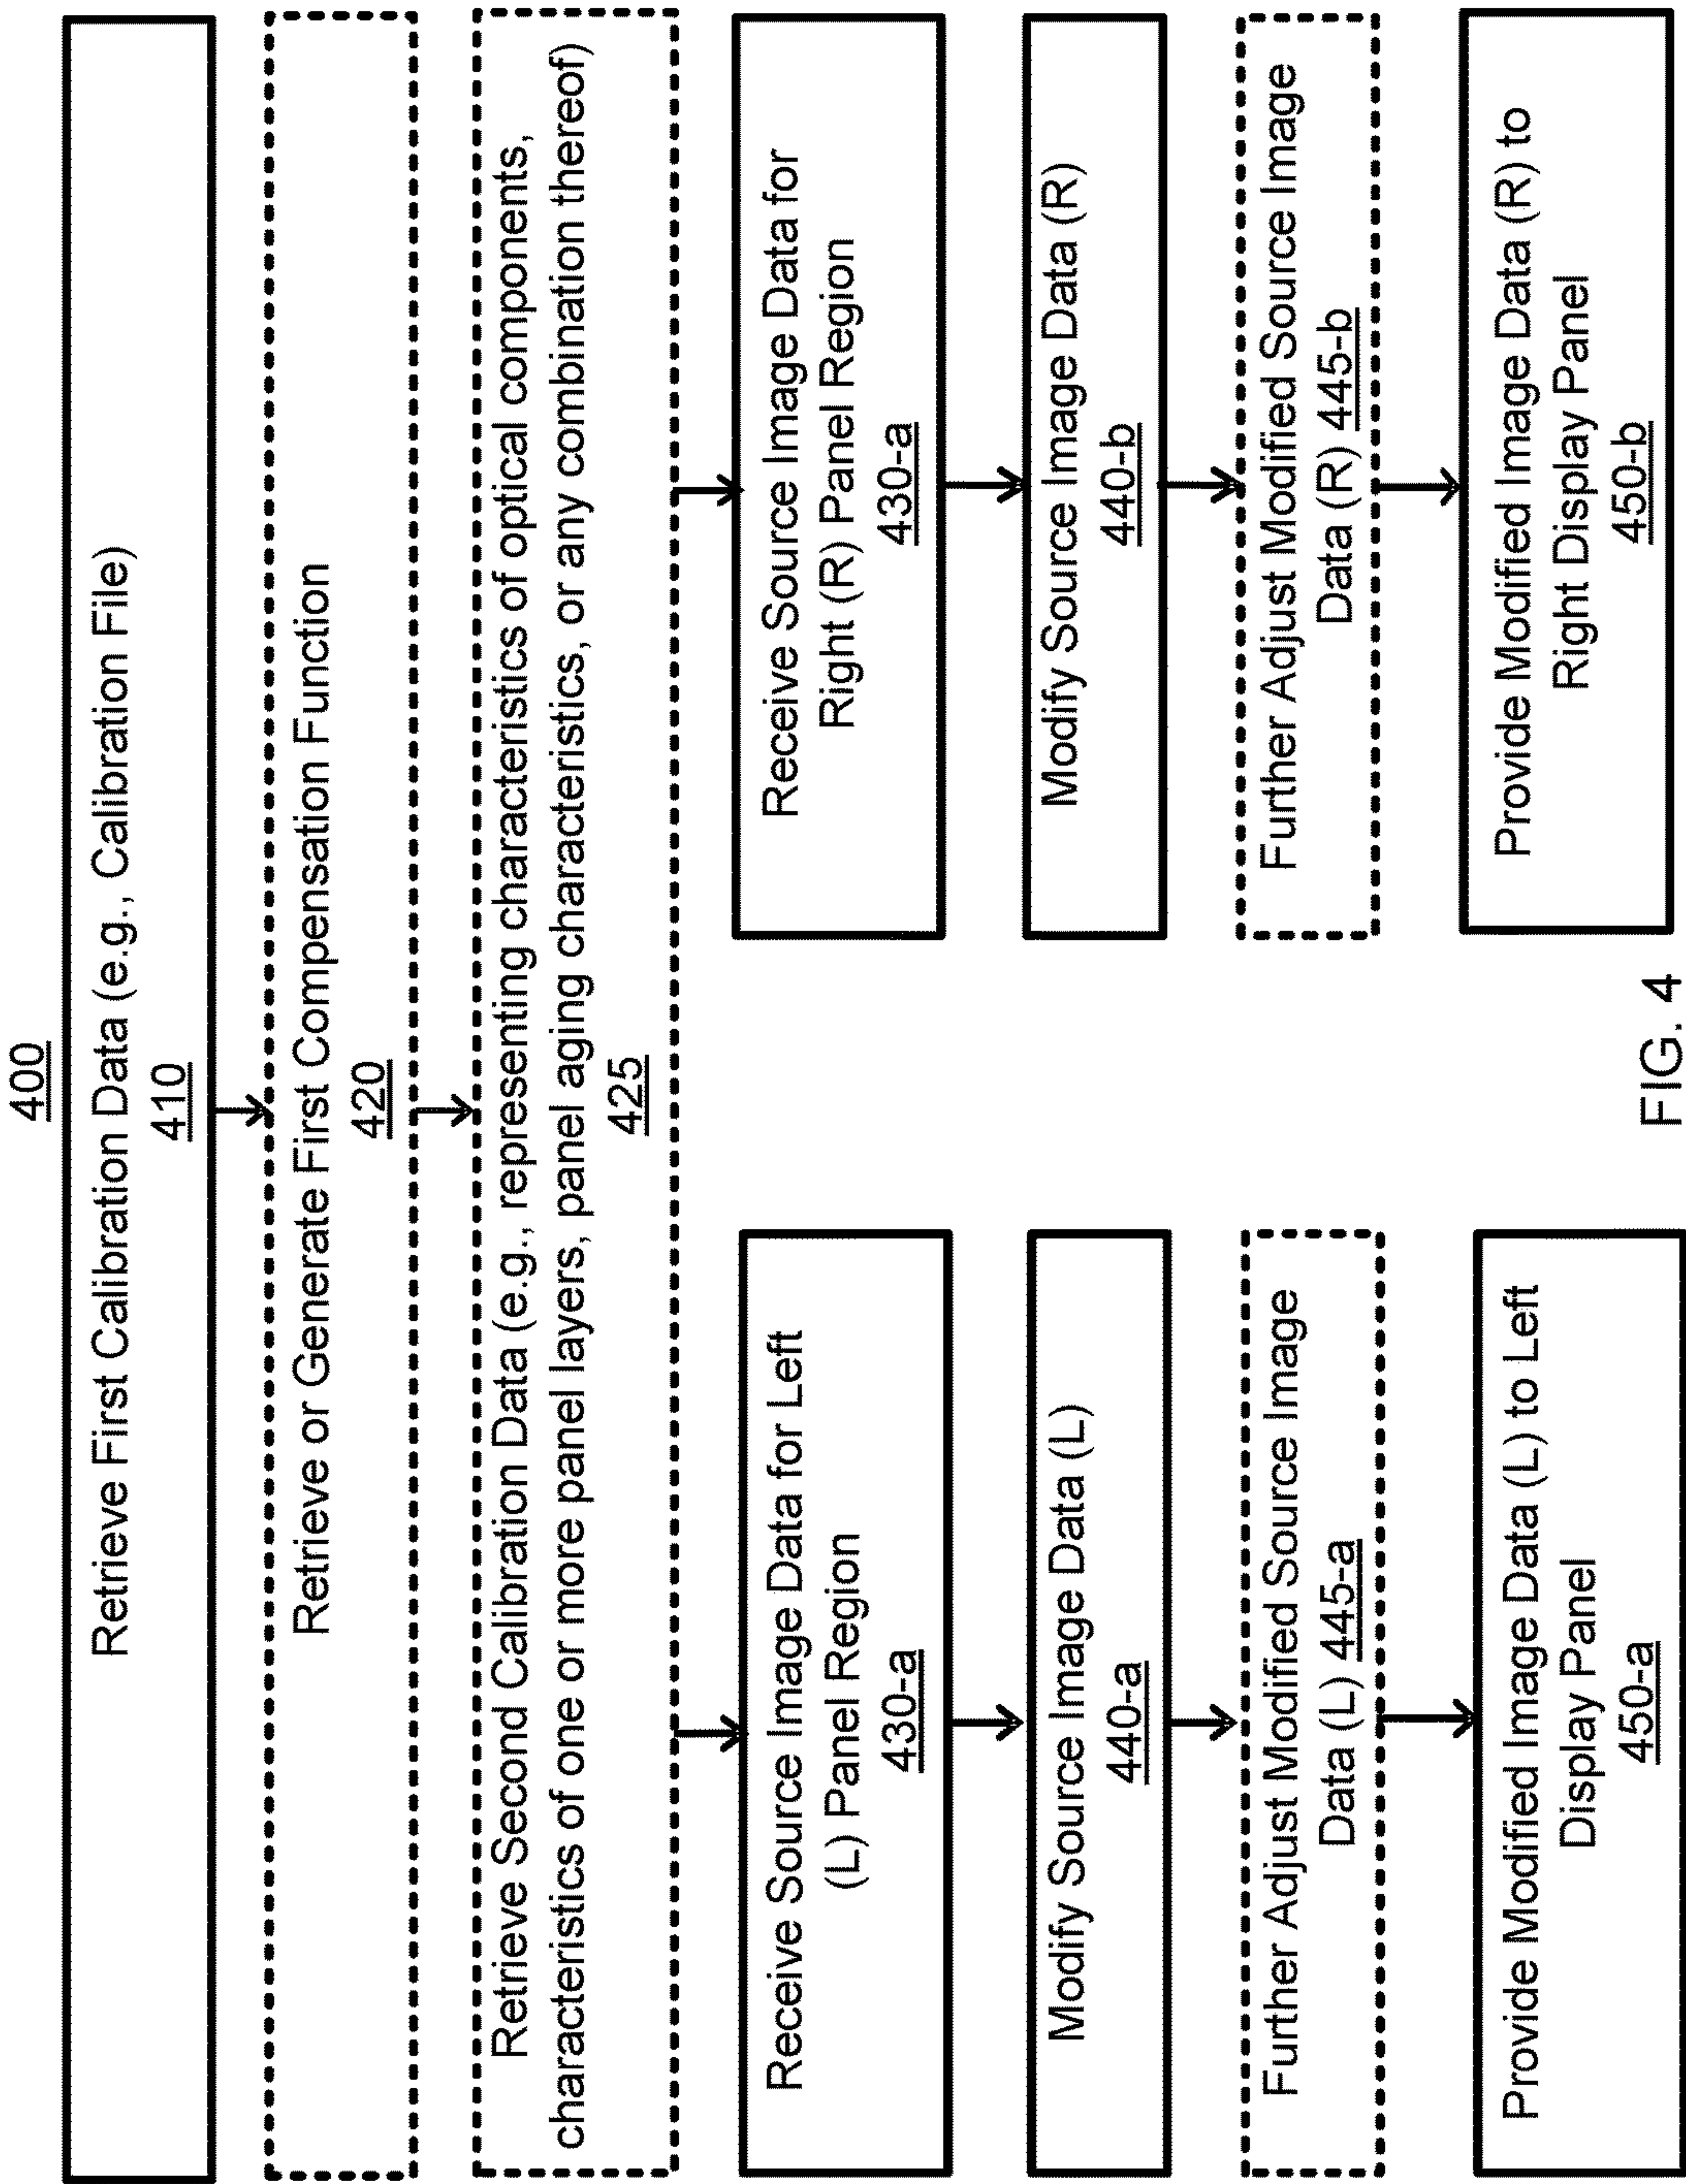 400
Retrieve First Calibration Data (e.g., Calibration File)
410
Retrieve or Generate First Compensation Function
420
Retrieve Second Calibration Data (e.g., representing characteristics of optical components,
characteristics of one or more panel layers, panel aging characteristics, or any combination thereof)
425
Receive Source Image Data for Left
(L) Panel Region
430-a
Modify Source Image Data (L)
440-a
Further Adjust Modified Source Image
Data (L) 445-a
Provide Modified Image Data (L) to Left
Display Panel
450-a
Receive Source Image Data for
Right (R) Panel Region
430-a
Modify Source Image Data (R)
440-b
Further Adjust Modified Source Image
Data (R) 445-b
Provide Modified Image Data (R) to
Right Display Panel
450-b
FIG. 4